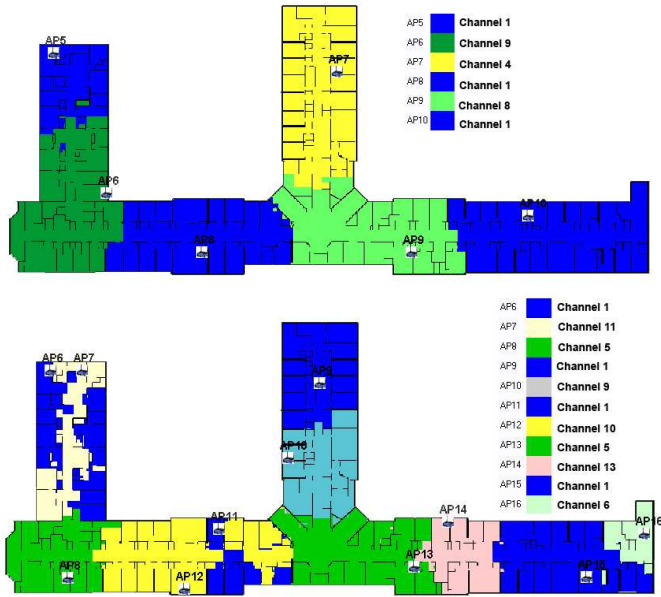 AP5 Channel 1
AP6 Channel 9
AP7 Channel 4
AP8 Channel 1
AP9 Channel 8
AP10 Channel 1
AP5
AP7
AP6
AP10
AP8
AP9
AP6 Channel 1
AP7 Channel 11
AP8 Channel 5
AP9 Channel 1
AP10 Channel 9
AP11 Channel 1
AP12 Channel 10
AP13 Channel 5
AP14 Channel 13
AP15 Channel 1
AP16 Channel 6
AP6 AP7
AP9
AP10
AP11
AP14
AP16
AP13
AP8
AP15
AP12